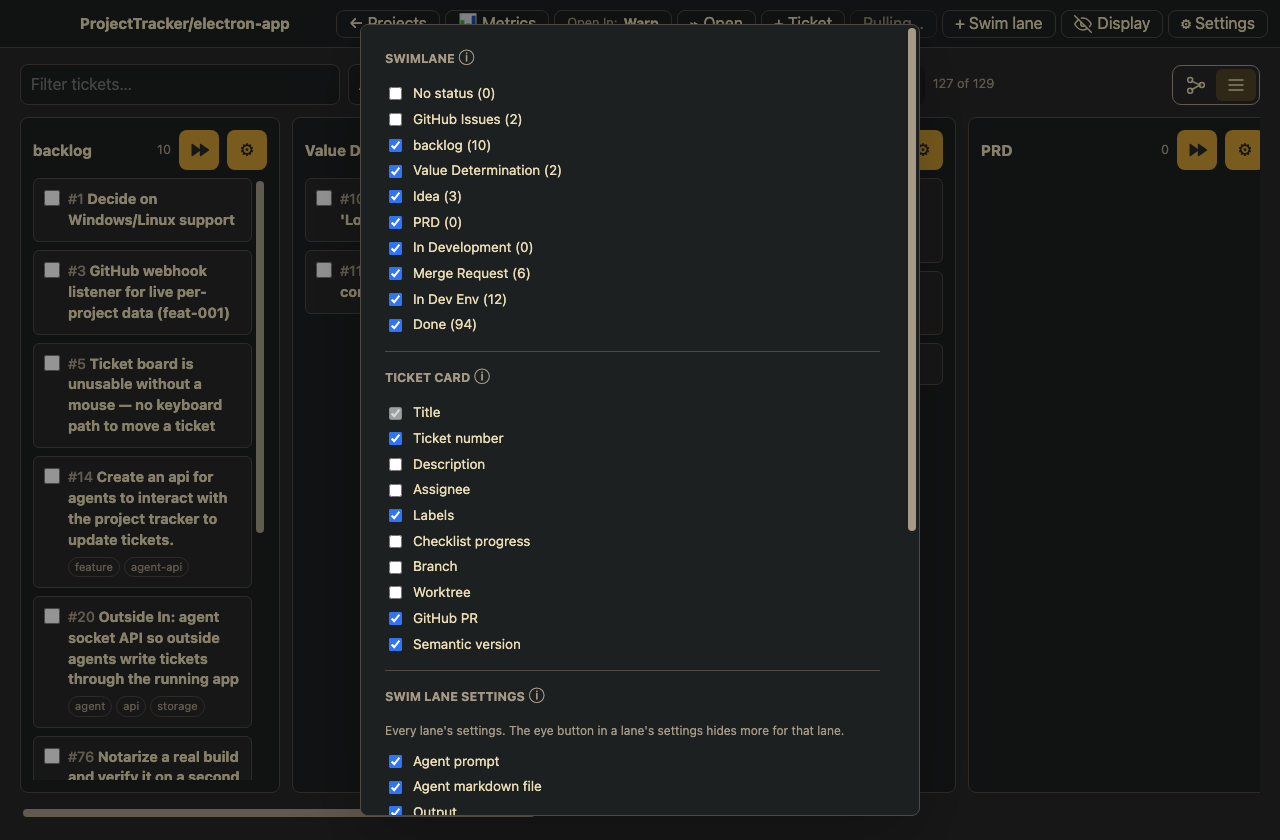 ProjectTracker/electron-app
← Projects
Metrics
Open In: Warp
Open
+ Ticket
Pulling…
+ Swim lane
Display
Settings
Filter tickets...
127 of 129
backlog
10
#1 Decide on
Windows/Linux support
#3 GitHub webhook
listener for live per-
project data (feat-001)
#5 Ticket board is
unusable without a
mouse — no keyboard
path to move a ticket
#14 Create an api for
agents to interact with
the project tracker to
update tickets.
feature
agent-api
#20 Outside In: agent
socket API so outside
agents write tickets
through the running app
agent
api
storage
#76 Notarize a real build
and verify it on a second
Value D
PRD
0
SWIMLANE
No status (0)
GitHub Issues (2)
backlog (10)
Value Determination (2)
Idea (3)
PRD (0)
In Development (0)
Merge Request (6)
In Dev Env (12)
Done (94)
TICKET CARD
Title
Ticket number
Description
Assignee
Labels
Checklist progress
Branch
Worktree
GitHub PR
Semantic version
SWIM LANE SETTINGS
Every lane's settings. The eye button in a lane's settings hides more for that lane.
Agent prompt
Agent markdown file
Output